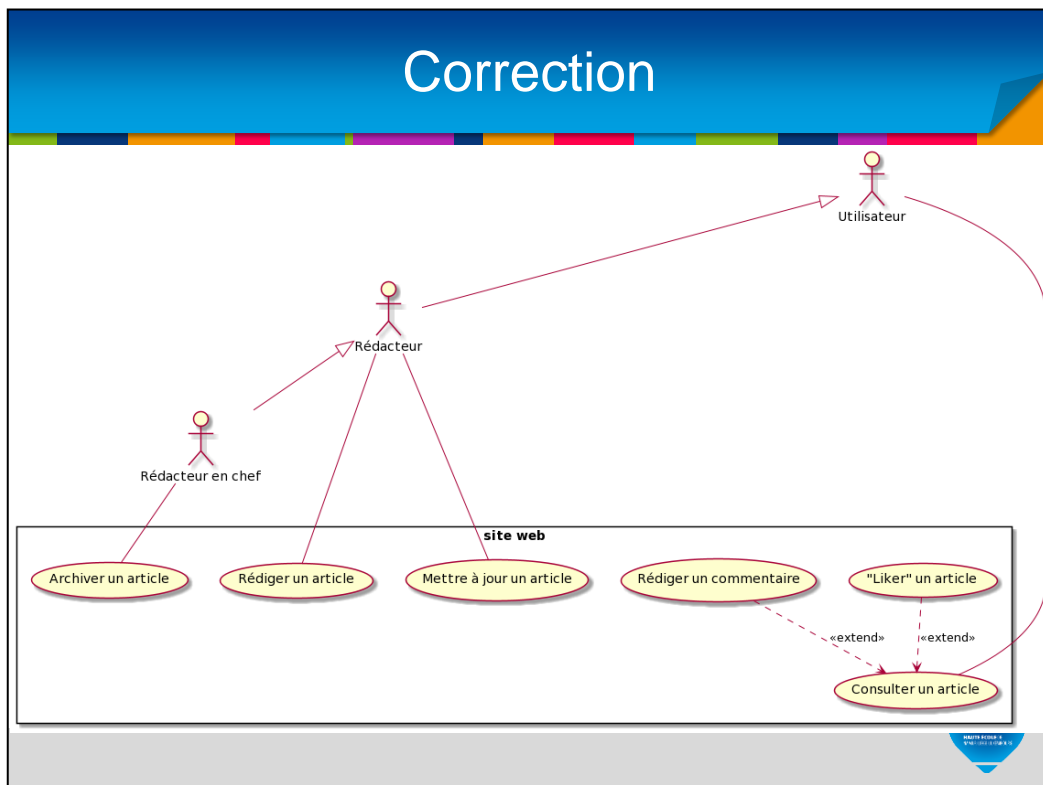 Correction
Utilisateur
Rédacteur
Rédacteur en chef
site web
Archiver un article
Rédiger un article
Mettre à jour un article
Rédiger un commentaire
"Liker" un article
«extend»
«extend»
Consulter un article